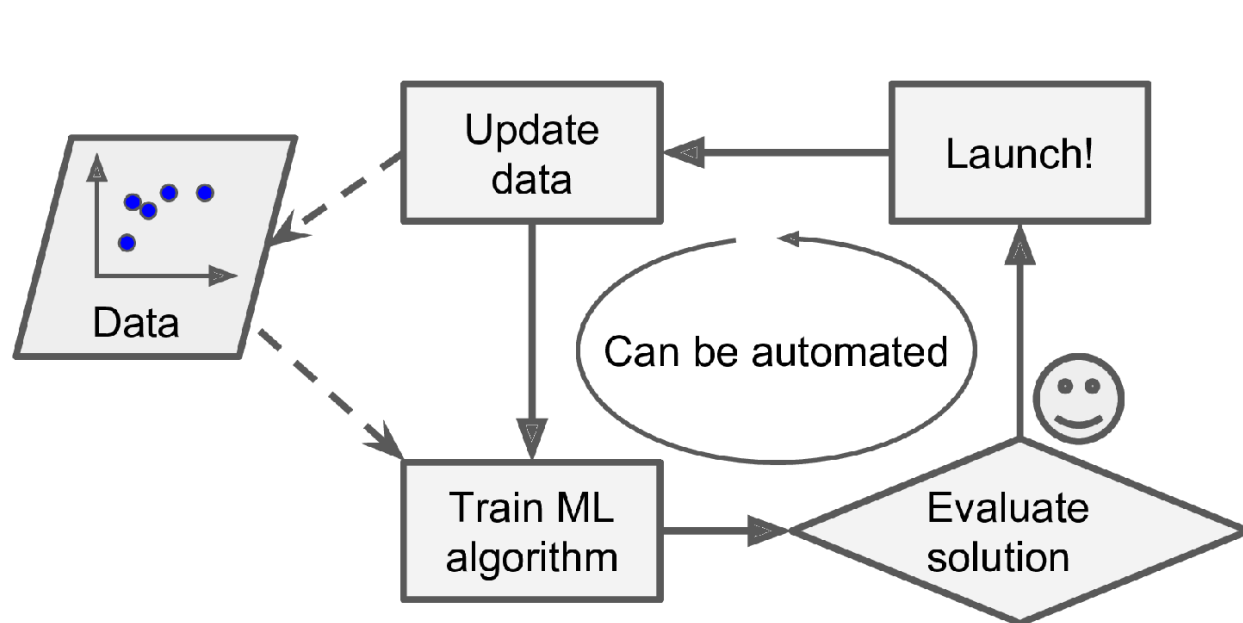 Update
data
Launch!
Data
Can be automated
Train ML
algorithm
Evaluate
solution